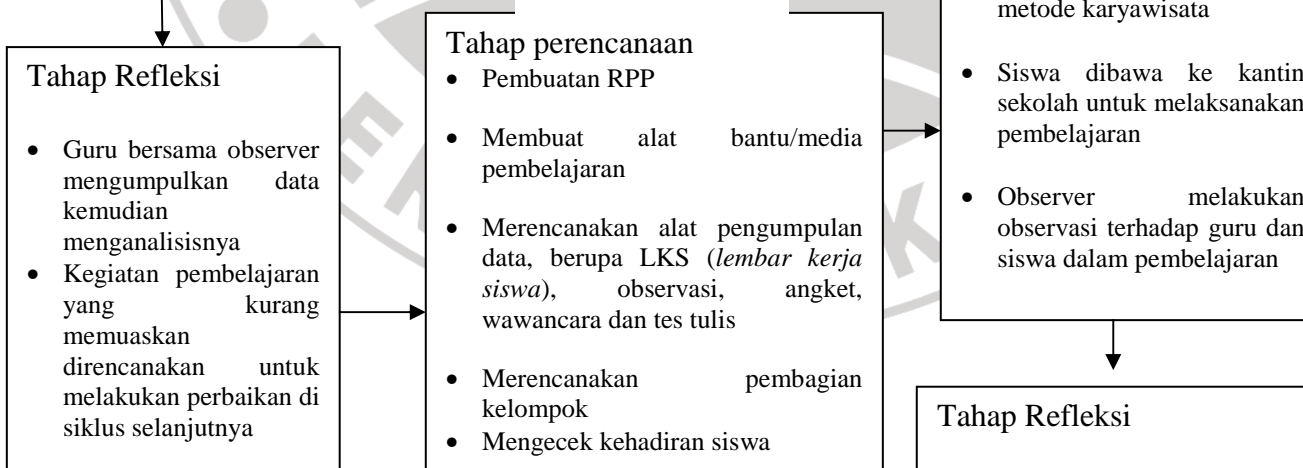 Tahap Refleksi
• Guru bersama observer
mengumpulkan data
kemudian
menganalisisnya
• Kegiatan pembelajaran
yang kurang
memuaskan
direncanakan untuk
melakukan perbaikan di
siklus selanjutnya
Tahap perencanaan
• Pembuatan RPP
• Membuat alat bantu/media
pembelajaran
• Merencanakan alat pengumpulan
data, berupa LKS (lembar kerja
siswa), observasi, angket,
wawancara dan tes tulis
• Merencanakan pembagian
kelompok
• Mengecek kehadiran siswa
metode karyawisata
• Siswa dibawa ke kantin
sekolah untuk melaksanakan
pembelajaran
• Observer melakukan
observasi terhadap guru dan
siswa dalam pembelajaran
Tahap Refleksi